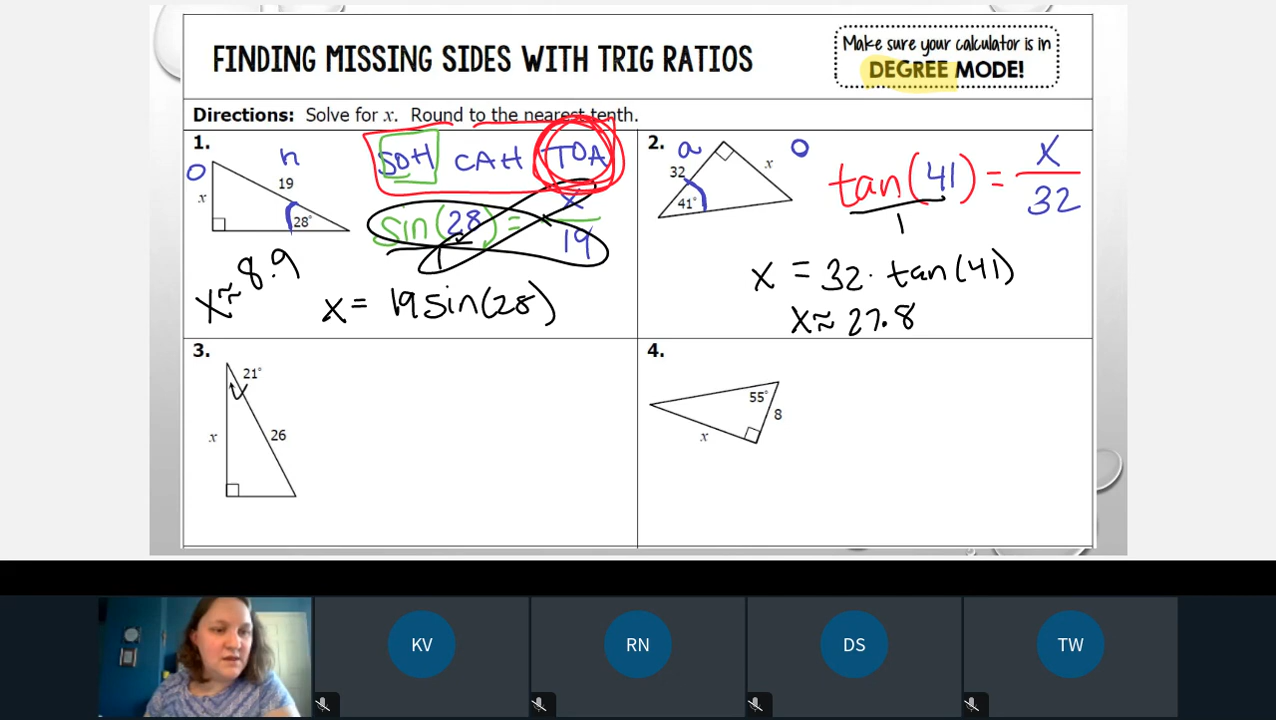 FINDING MISSING SIDES WITH TRIG RATIOS
Make sure your calculator is in
DEGREE MODE!
Directions: Solve for x. Round to the nearest tenth.
1.
O
h
19
x
28°
SOH CAH TOA
sin(28) = x/19
1
x ≈ 8.9
x = 19sin(28)
2.
a
O
32
x
41°
tan(41) = x/32
1
x = 32· tan(41)
x ≈ 27.8
3.
21°
x
26
4.
55°
8
x
KV
RN
DS
TW